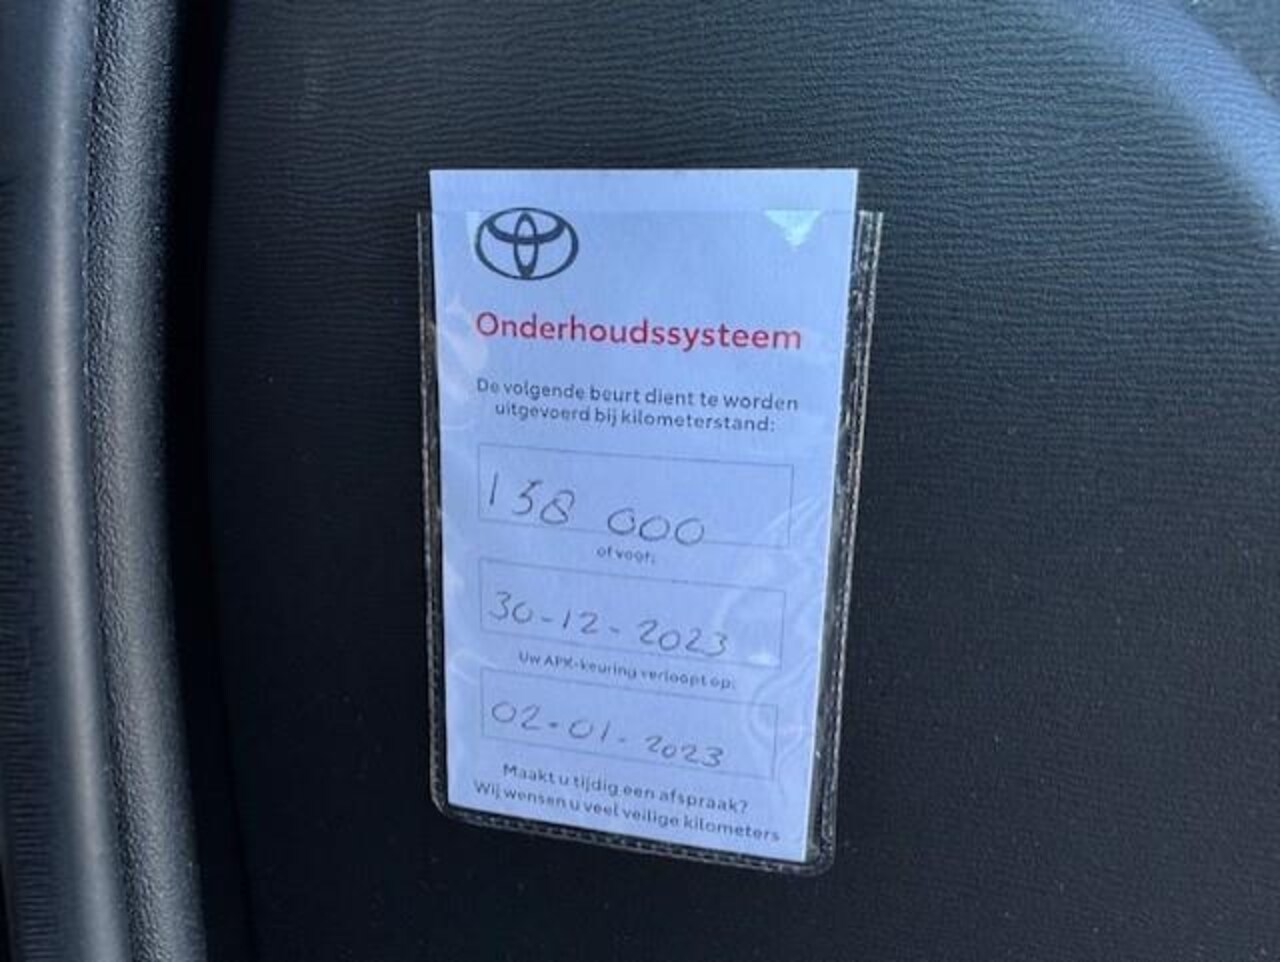 Onderhoudssysteem
De volgende beurt dient te worden
uitgevoerd bij kilometerstand:
138 000
of voor:
30-12-2023
Uw APK-keuring verloopt op:
02-01-2023
Maakt u tijdig een afspraak?
Wij wensen u veel veilige kilometers